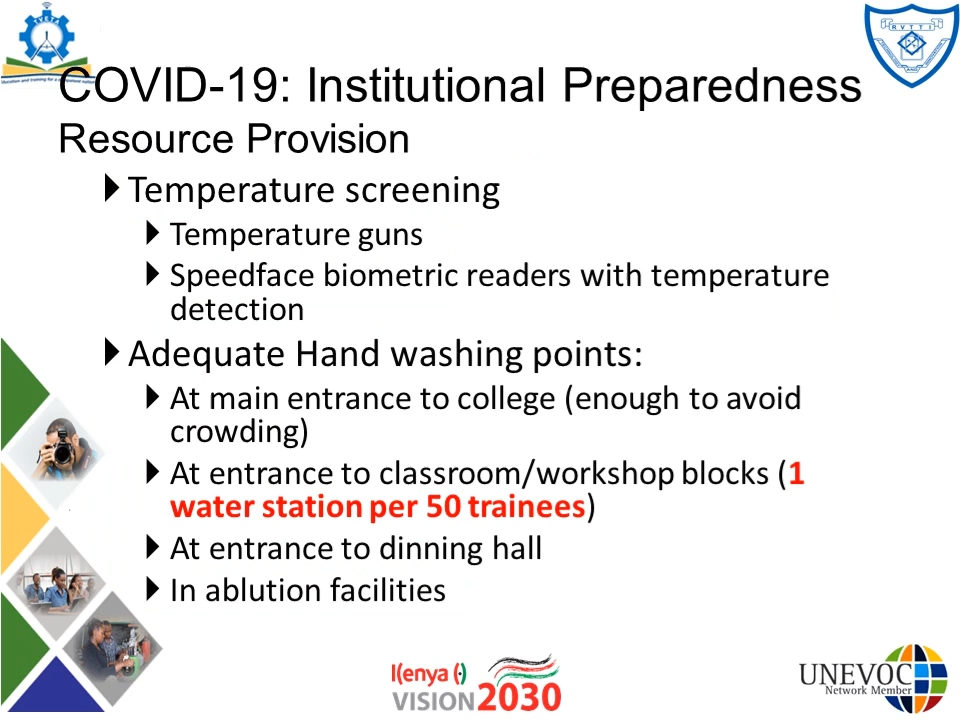 TVETA
RVTTI
COVID-19: Institutional Preparedness
Resource Provision
Temperature screening
Temperature guns
Speedface biometric readers with temperature
detection
Adequate Hand washing points:
At main entrance to college (enough to avoid
crowding)
At entrance to classroom/workshop blocks (1
water station per 50 trainees)
At entrance to dinning hall
In ablution facilities
Kenya
VISION 2030
UNEVOC
Network Member